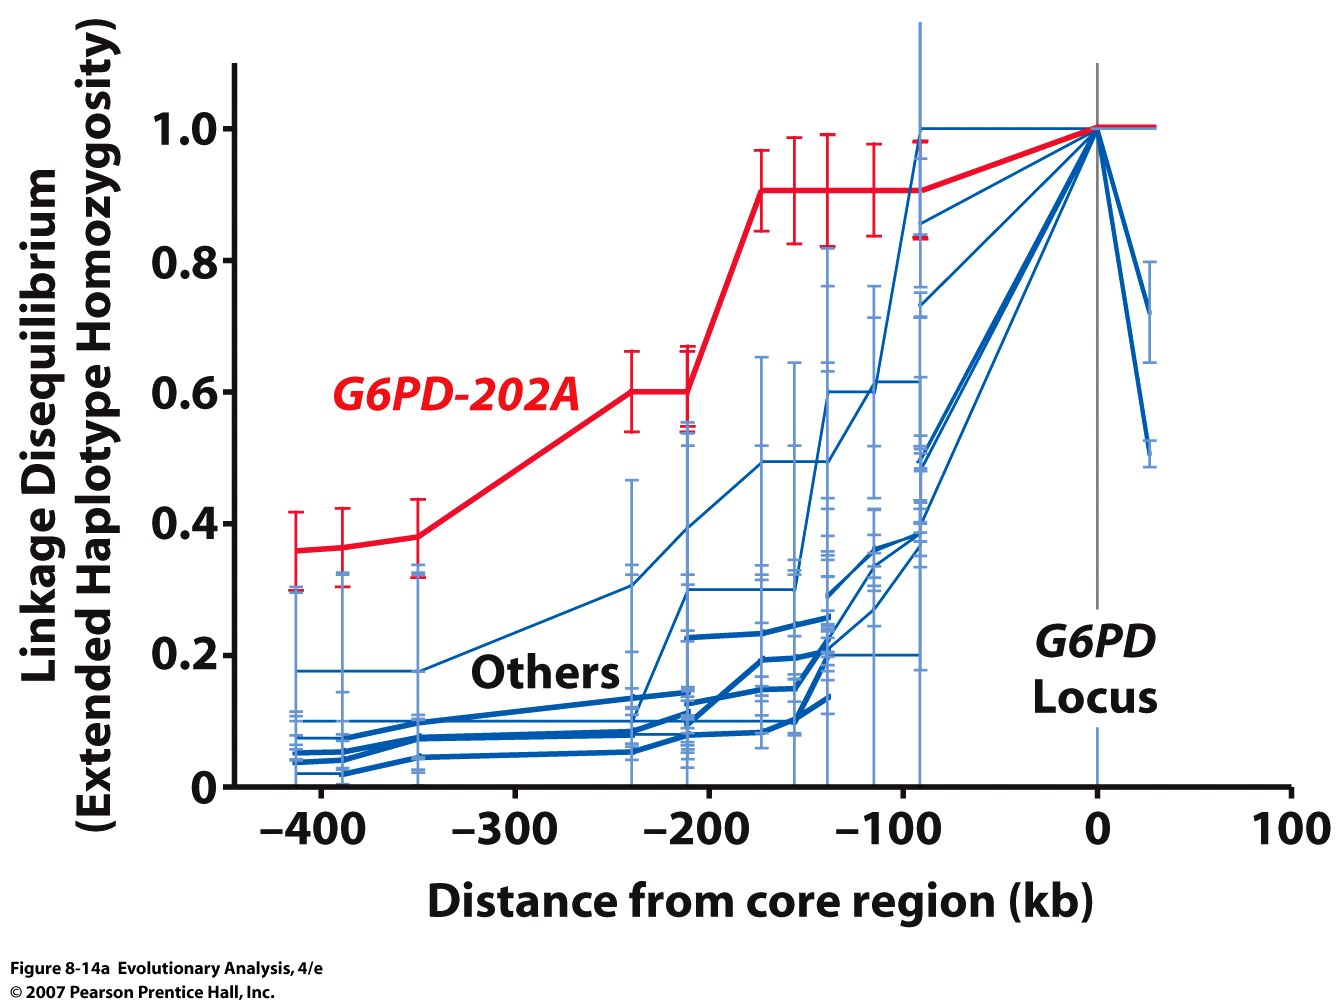 Linkage Disequilibrium
(Extended Haplotype Homozygosity)
1.0
0.8
0.6
0.4
0.2
0
G6PD-202A
Others
G6PD
Locus
−400
−300
−200
−100
0
100
Distance from core region (kb)
Figure 8-14a Evolutionary Analysis, 4/e
© 2007 Pearson Prentice Hall, Inc.